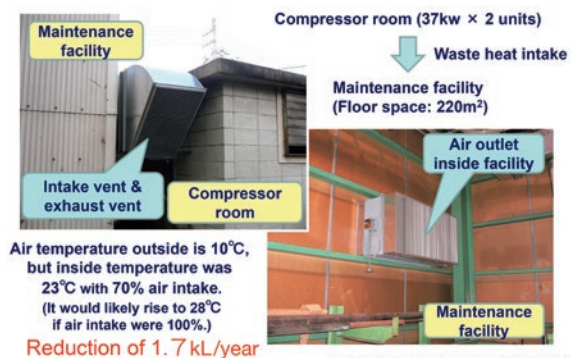 Maintenance
facility
Intake vent &
exhaust vent
Compressor
room
Compressor room (37kw × 2 units)
Waste heat intake
Maintenance facility
(Floor space: 220m²)
Air outlet
inside facility
Maintenance
facility
Air temperature outside is 10℃,
but inside temperature was
23℃ with 70% air intake.
(It would likely rise to 28℃
if air intake were 100%.)
Reduction of 1.7 kL/year